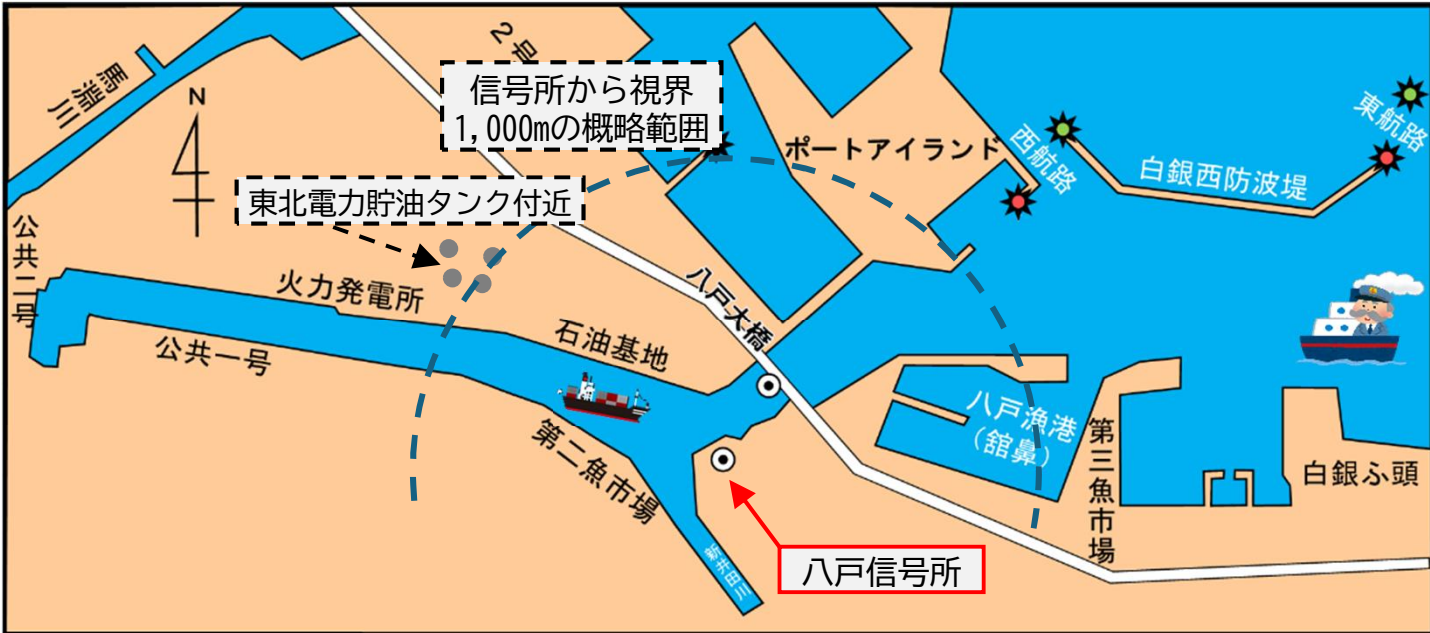 馬淵川
N
2号
信号所から視界
1,000mの概略範囲
東北電力貯油タンク付近
ポートアイランド
西航路
東航路
白銀西防波堤
公共二号
火力発電所
公共一号
石油基地
八戸大橋
第二魚市場
八戸漁港
(舘鼻)
第三魚市場
白銀ふ頭
新井田川
八戸信号所